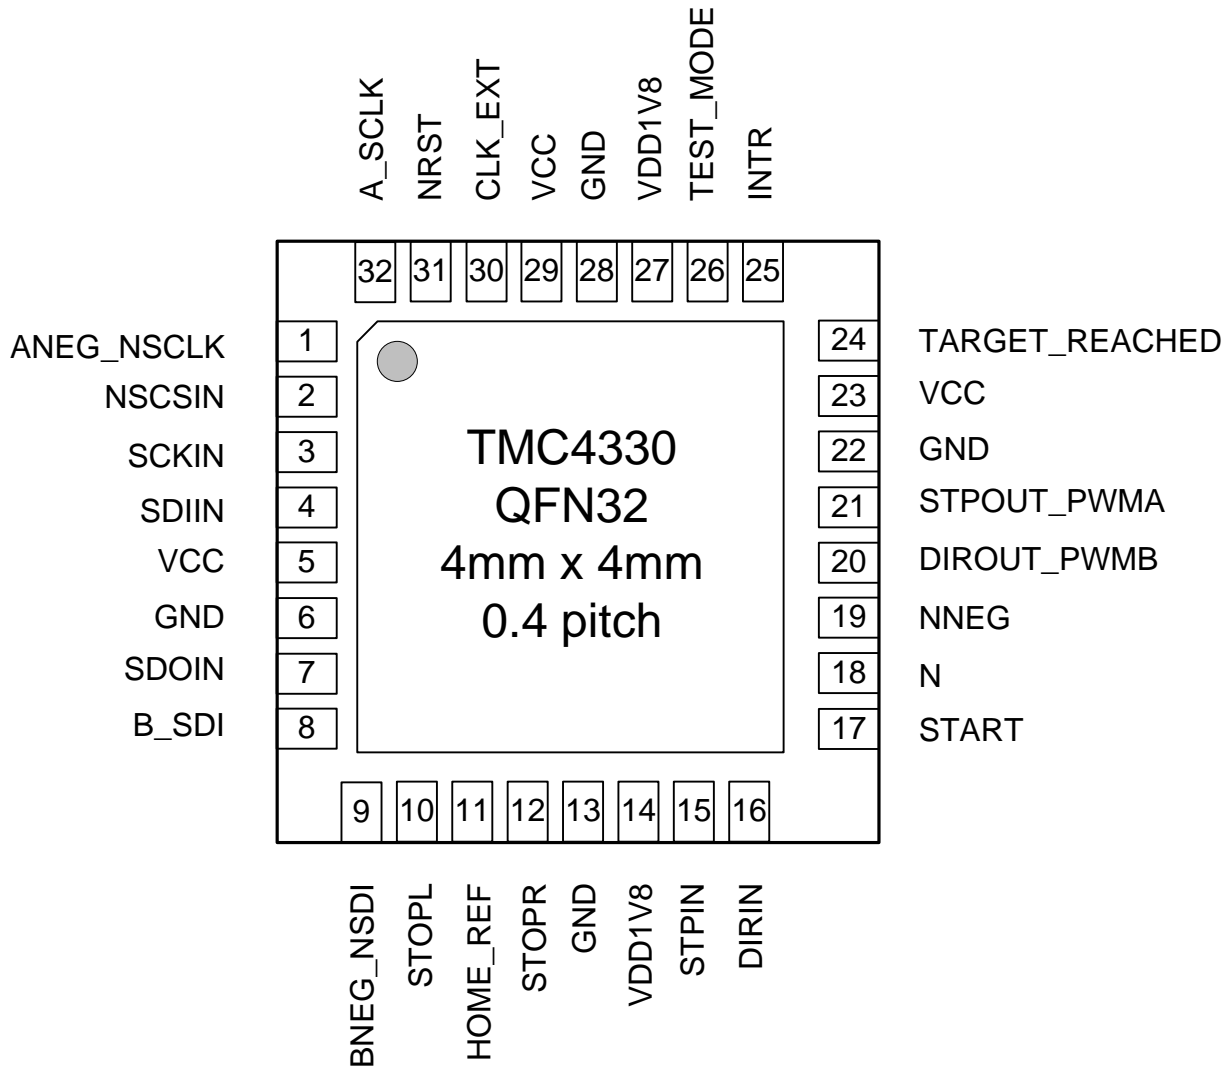 A_SCLK
NRST
CLK_EXT
VCC
GND
VDD1V8
TEST_MODE
INTR
32
31
30
29
28
27
26
25
ANEG_NSCLK
1
NSCSIN
2
SCKIN
3
SDIIN
4
VCC
5
GND
6
SDOIN
7
B_SDI
8
TMC4330
QFN32
4mm x 4mm
0.4 pitch
24
TARGET_REACHED
23
VCC
22
GND
21
STPOUT_PWMA
20
DIROUT_PWMB
19
NNEG
18
N
17
START
9
10
11
12
13
14
15
16
BNEG_NSDI
STOPL
HOME_REF
STOPR
GND
VDD1V8
STPIN
DIRIN